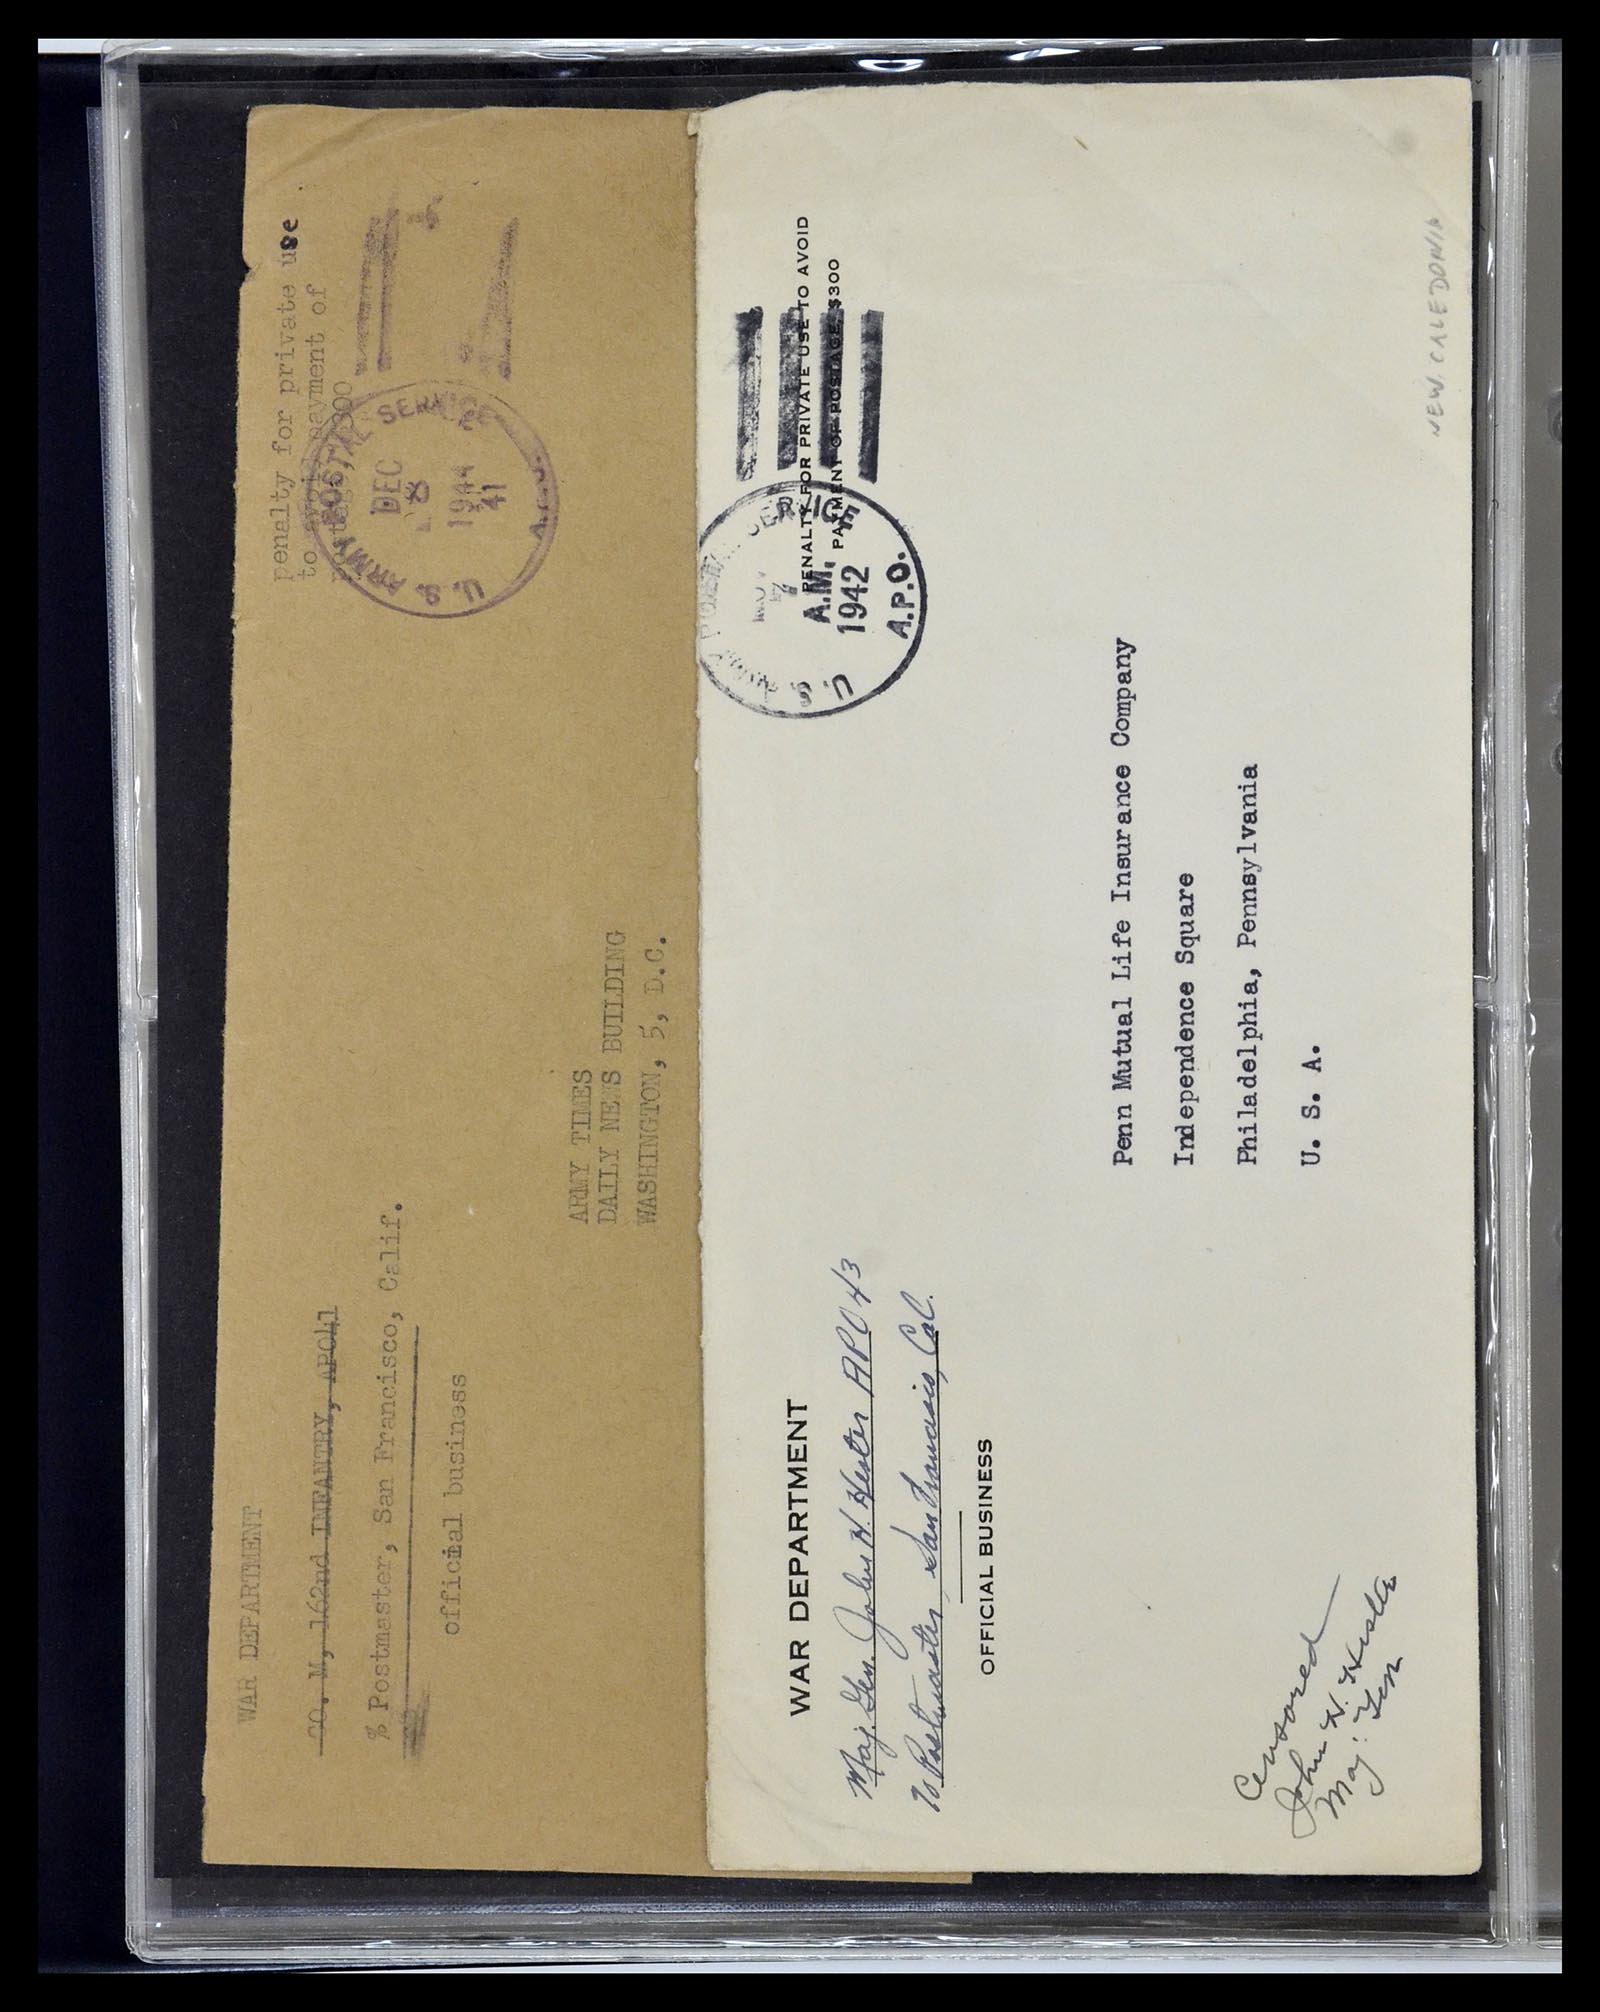 WAR DEPARTMENT
CO. M, 162nd INFANTRY, APO41
% Postmaster, San Francisco, Calif.
official business
penalty for private use
to avoid payment of
postage, $300
U. S. ARMY POSTAL SERVICE
DEC
8
1944
41
A.P.O.
ARMY TIMES
DAILY NEWS BUILDING
WASHINGTON, 5, D.C.
WAR DEPARTMENT
Maj. Gen. John H. Hester APO 43
% Postmaster, San Francisco, Cal.
OFFICIAL BUSINESS
PENALTY FOR PRIVATE USE TO AVOID
PAYMENT OF POSTAGE, $300
U. S. ARMY POSTAL SERVICE
A.M.
1942
A.P.O.
Penn Mutual Life Insurance Company
Independence Square
Philadelphia, Pennsylvania
U. S. A.
Censored
John H. Hester
Maj. Gen
NEW. CALEDONIA